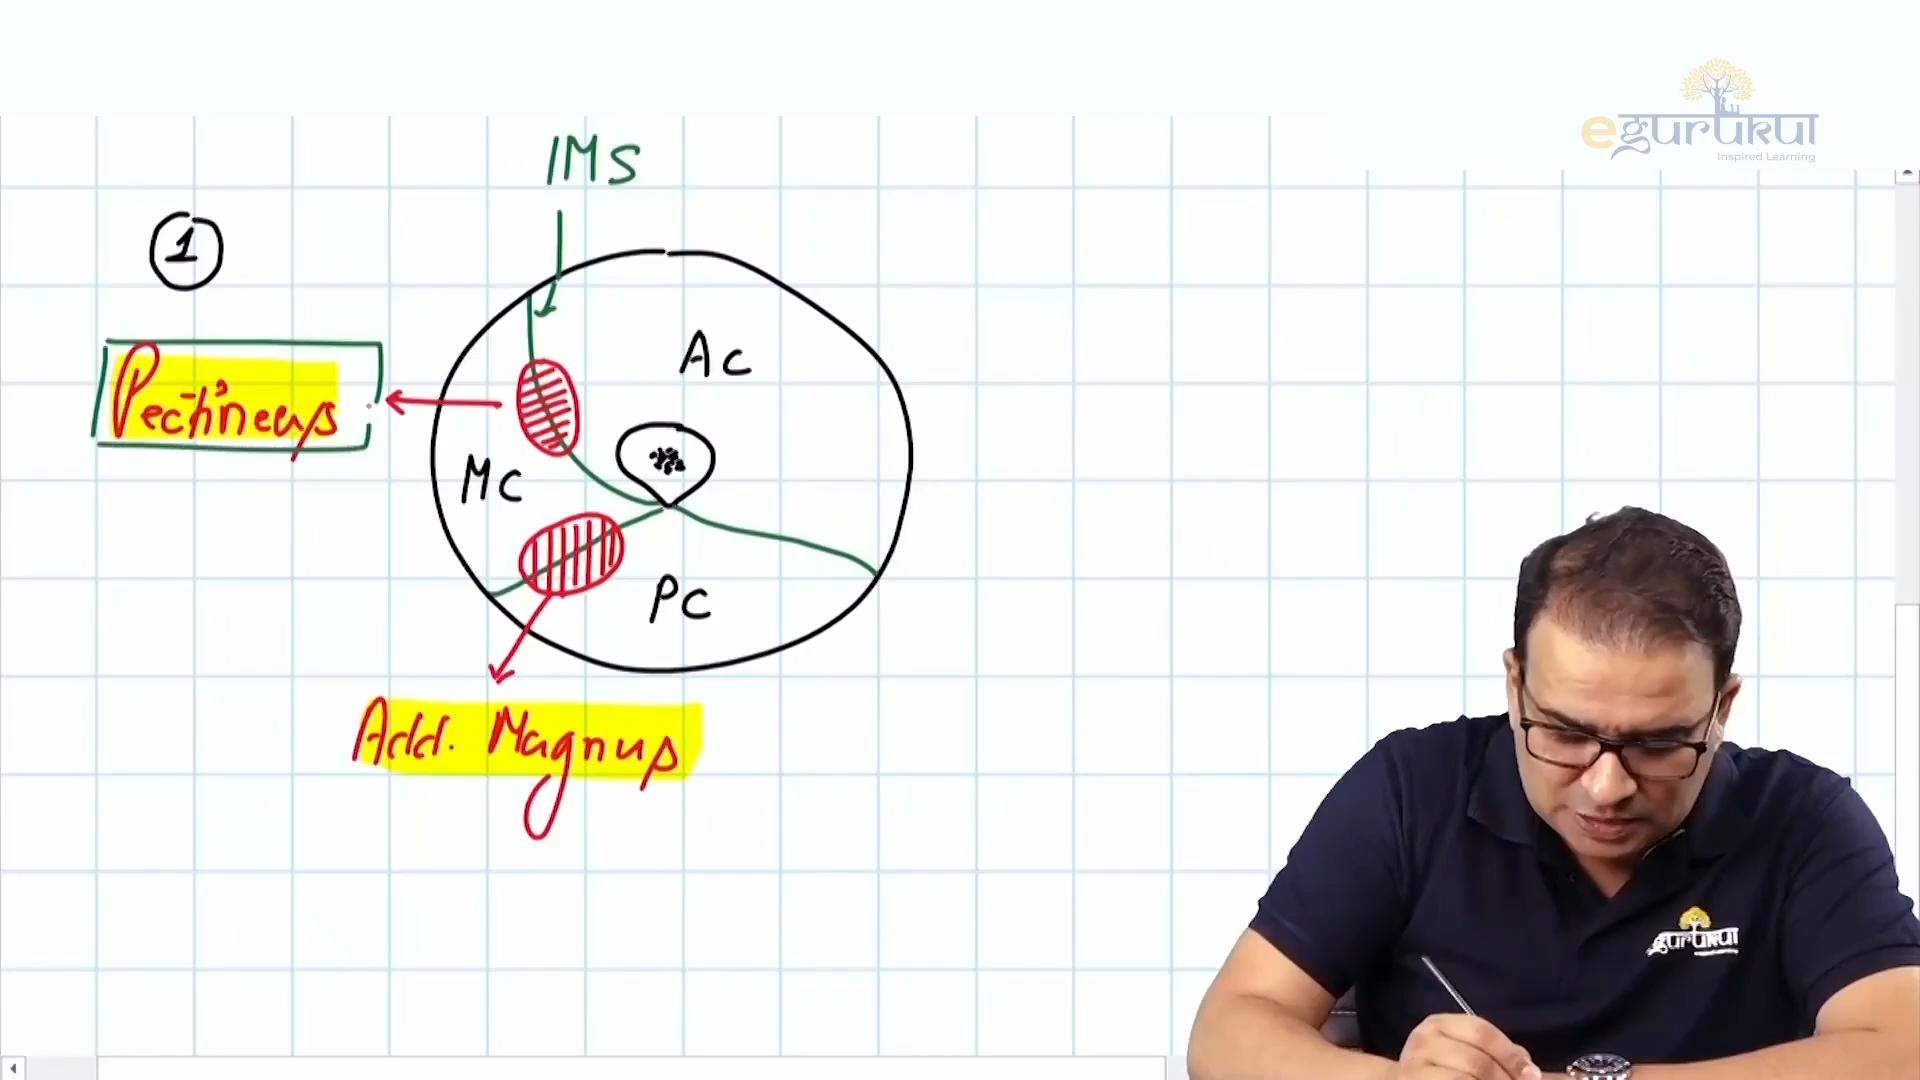 egurukul
Inspired Learning
IMS
1
AC
Pectineus
MC
PC
Add. Magnus
gurukul